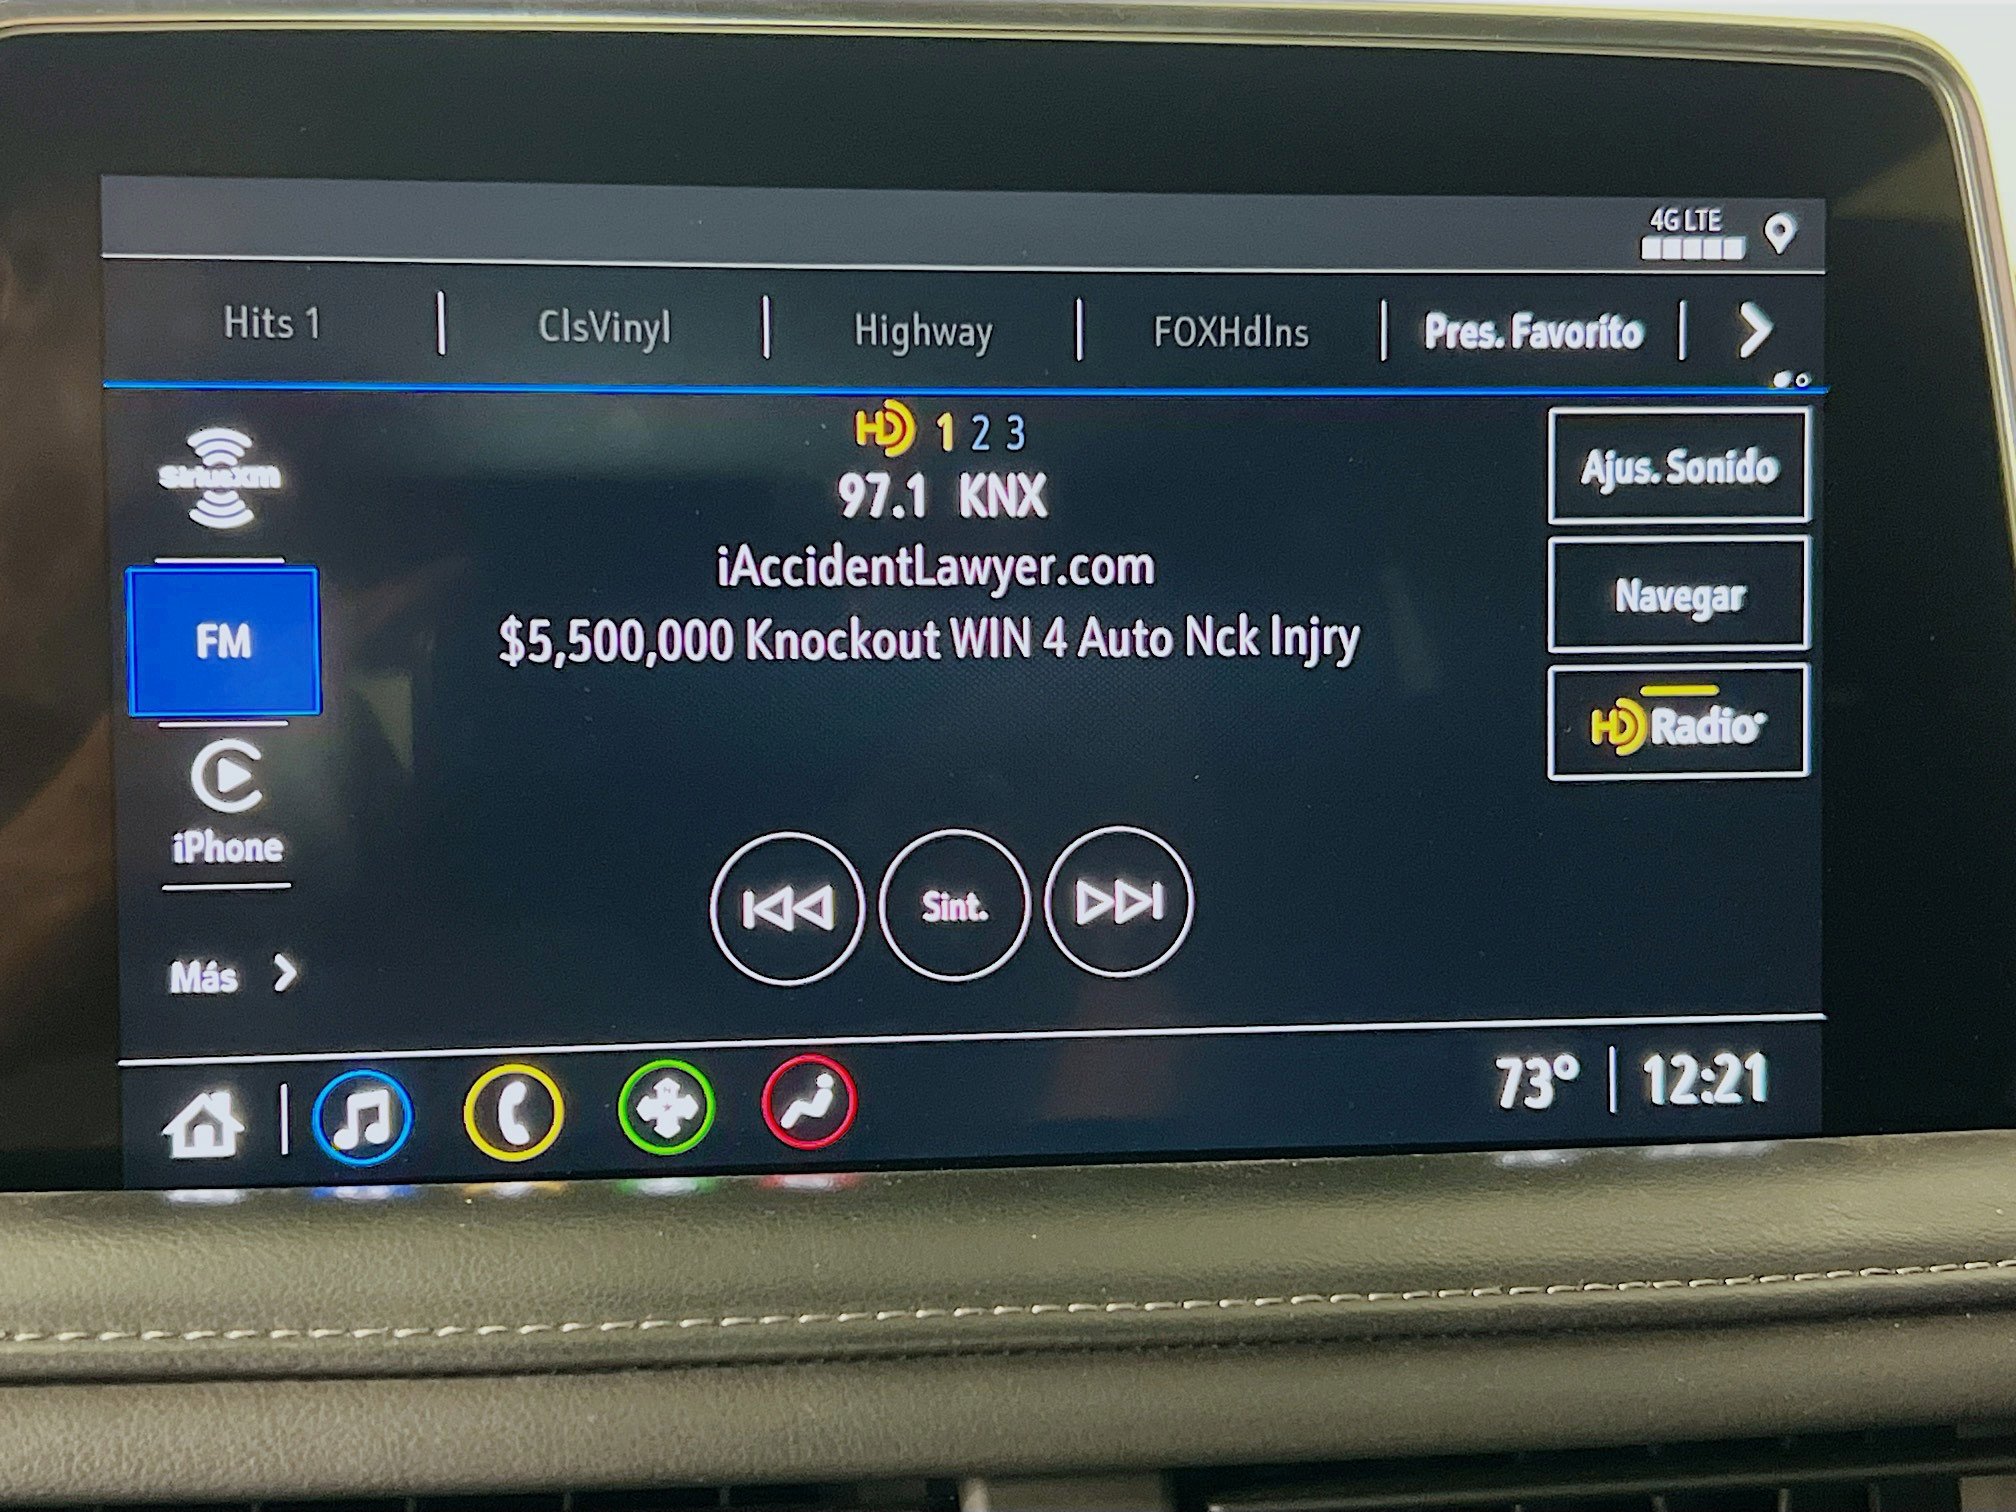 4G LTE
Hits 1
ClsVinyl
Highway
FOXHdlns
Pres. Favorito
HD 1 2 3
97.1 KNX
iAccidentLawyer.com
$5,500,000 Knockout WIN 4 Auto Nck Injry
SiriusXM
FM
iPhone
Más
Ajus. Sonido
Navegar
HD Radio
Sint.
73° 12:21